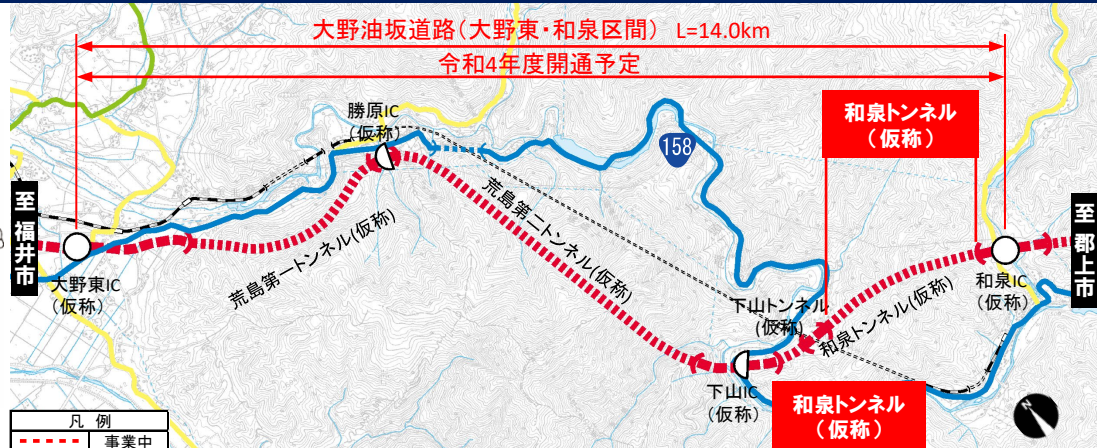 大野油坂道路(大野東・和泉区間) L=14.0km
令和4年度開通予定
勝原IC
(仮称)
158
和泉トンネル
(仮称)
至 福井市
大野東IC
(仮称)
荒島第一トンネル(仮称)
荒島第二トンネル(仮称)
下山トンネル
(仮称)
和泉トンネル(仮称)
和泉IC
(仮称)
至 郡上市
下山IC
(仮称)
和泉トンネル
(仮称)
凡 例
事業中
N